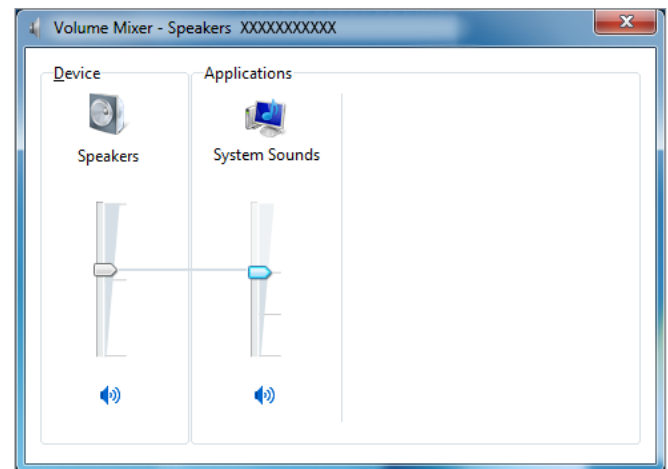 Volume Mixer - Speakers XXXXXXXXXXX
Device
Applications
Speakers
System Sounds